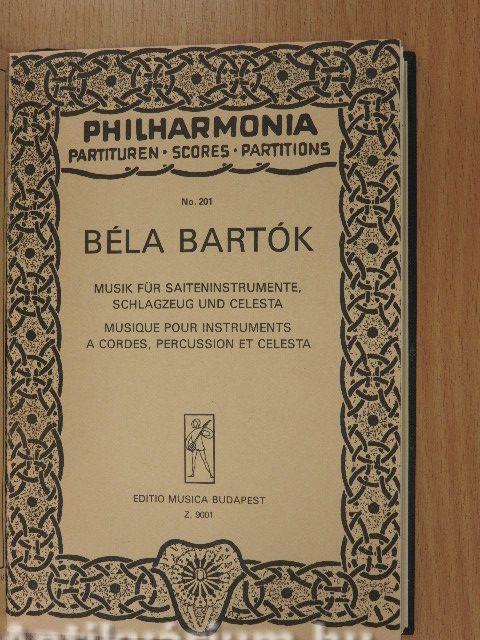 PHILHARMONIA
PARTITUREN · SCORES · PARTITIONS
No. 201
BÉLA BARTÓK
MUSIK FÜR SAITENINSTRUMENTE,
SCHLAGZEUG UND CELESTA
MUSIQUE POUR INSTRUMENTS
A CORDES, PERCUSSION ET CELESTA
EDITIO MUSICA BUDAPEST
Z. 9001